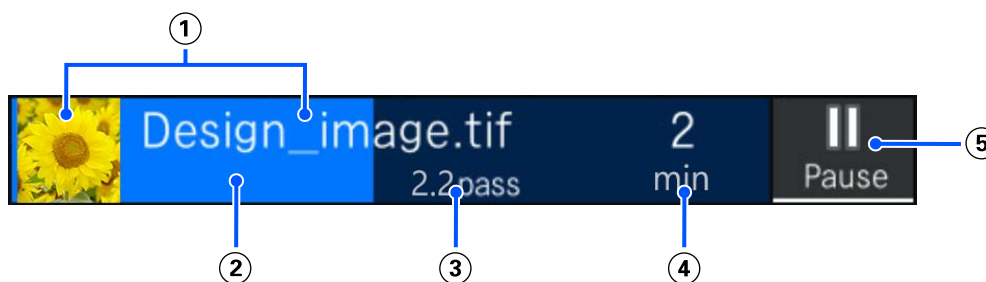 ①
Design_image.tif
2
Pause
2.2pass
min
⑤
②
③
④